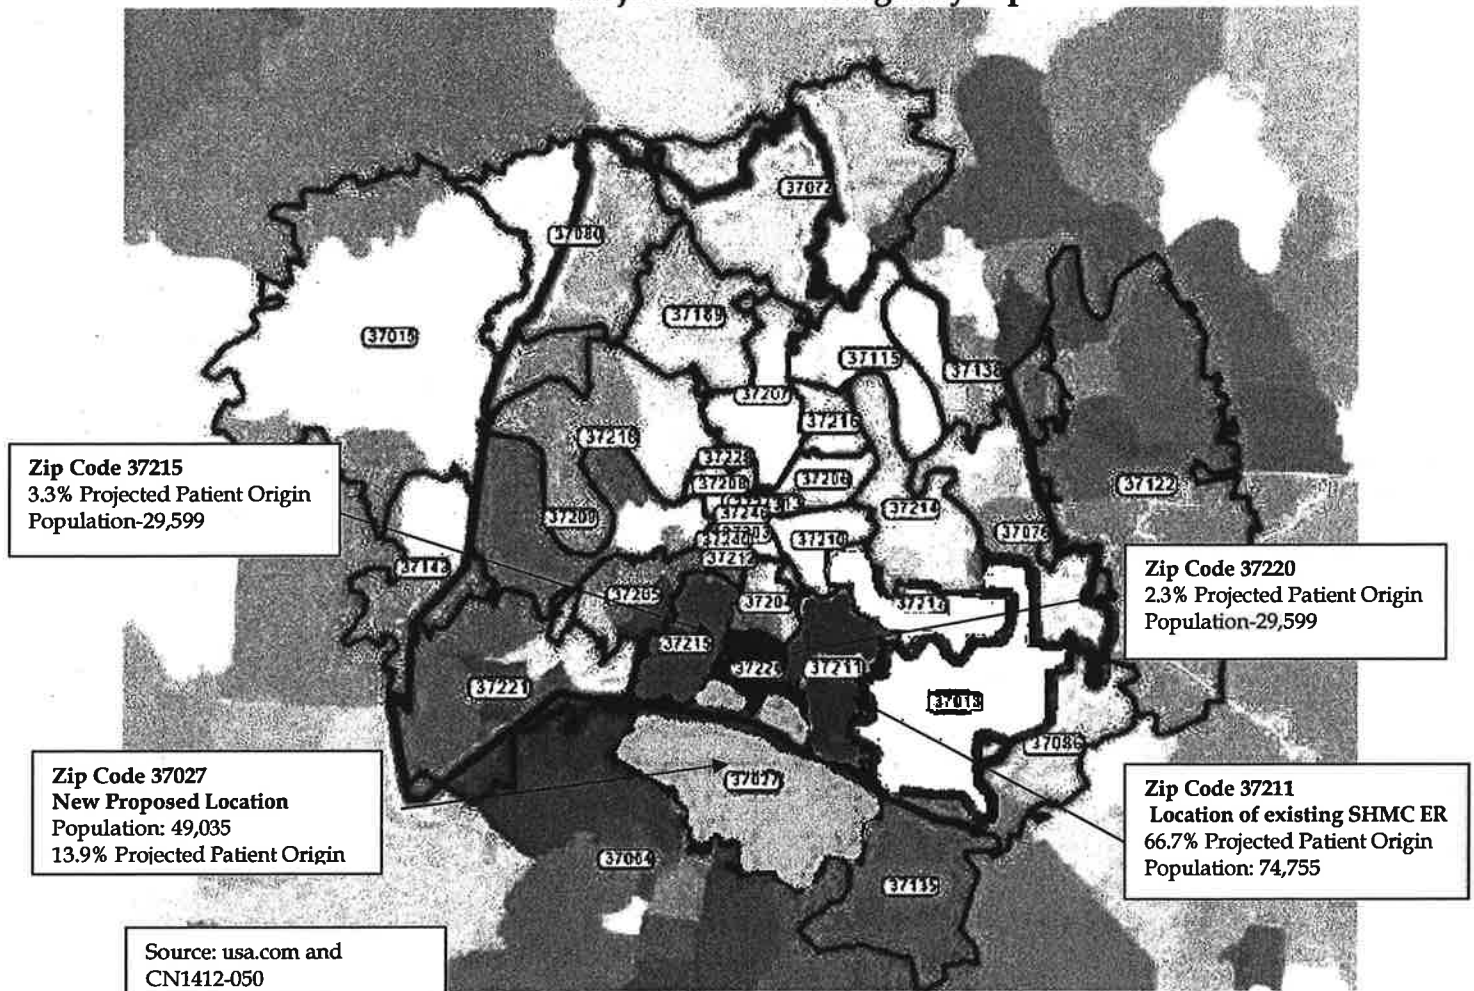 37072
37080
37189
37015
37115
37138
37207
37216
37218
Zip Code 37215
3.3% Projected Patient Origin
Population-29,599
37208
37206
37122
37209
37214
37210
37076
37212
37143
37205
Zip Code 37220
2.3% Projected Patient Origin
Population-29,599
37215
37211
37221
37013
37086
Zip Code 37027
New Proposed Location
Population: 49,035
13.9% Projected Patient Origin
37027
Zip Code 37211
Location of existing SHMC ER
66.7% Projected Patient Origin
Population: 74,755
37064
37135
Source: usa.com and
CN1412-050